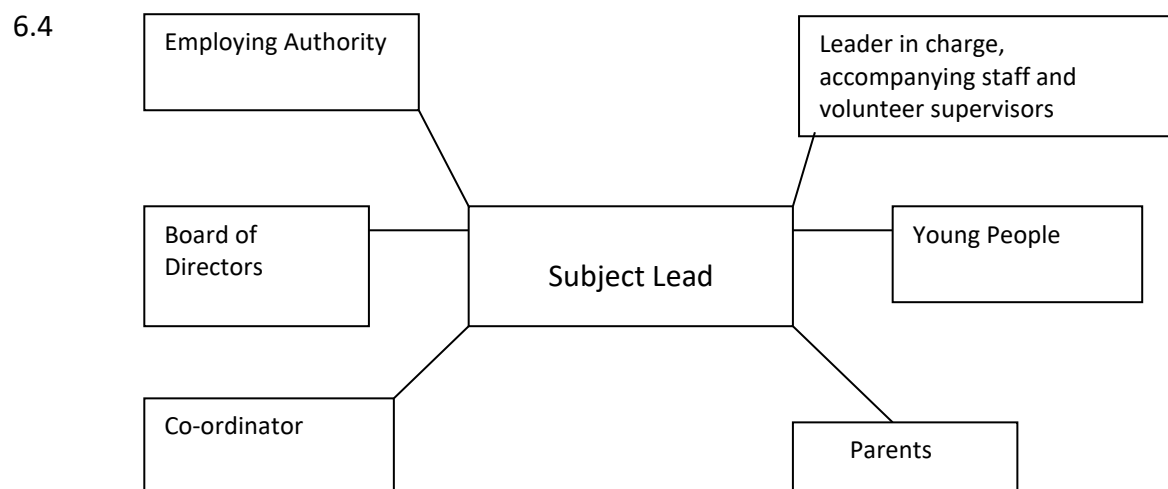 6.4
Employing Authority
Leader in charge,
accompanying staff and
volunteer supervisors
Board of
Directors
Subject Lead
Young People
Co-ordinator
Parents